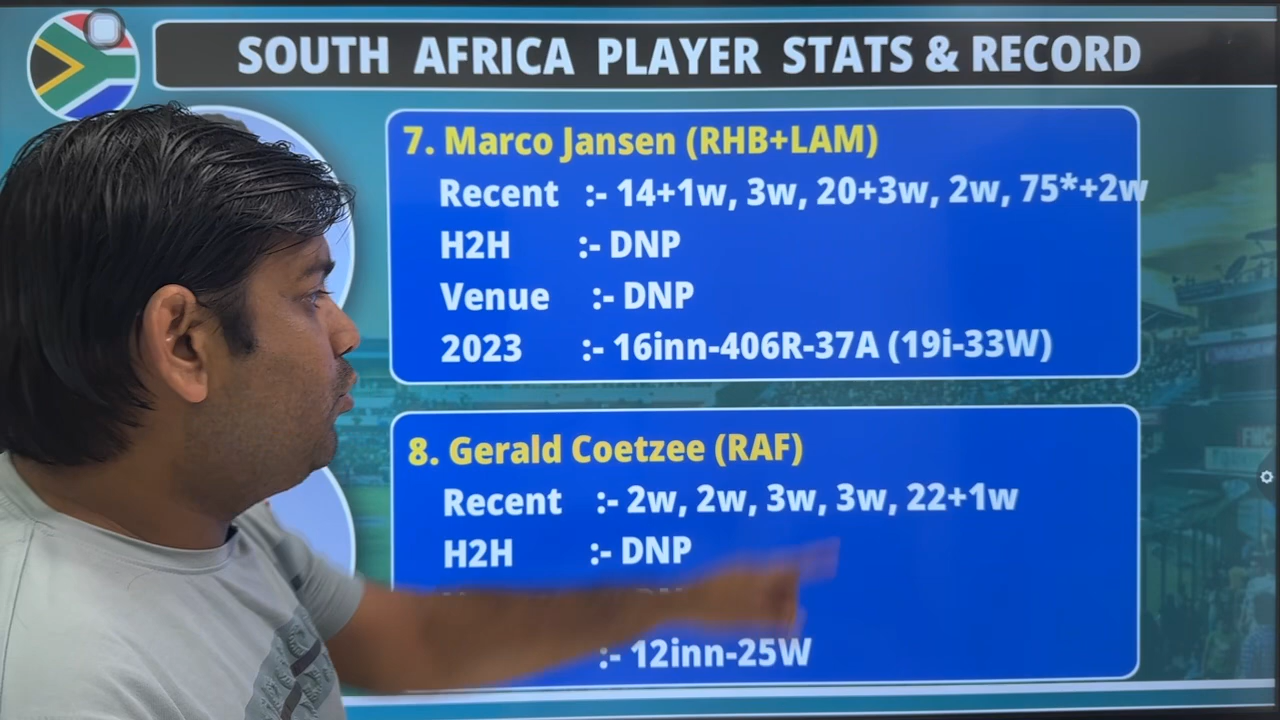 SOUTH AFRICA PLAYER STATS & RECORD
7. Marco Jansen (RHB+LAM)
Recent :- 14+1w, 3w, 20+3w, 2w, 75*+2w
H2H :- DNP
Venue :- DNP
2023 :- 16inn-406R-37A (19i-33W)
8. Gerald Coetzee (RAF)
Recent :- 2w, 2w, 3w, 3w, 22+1w
H2H :- DNP
:- 12inn-25W